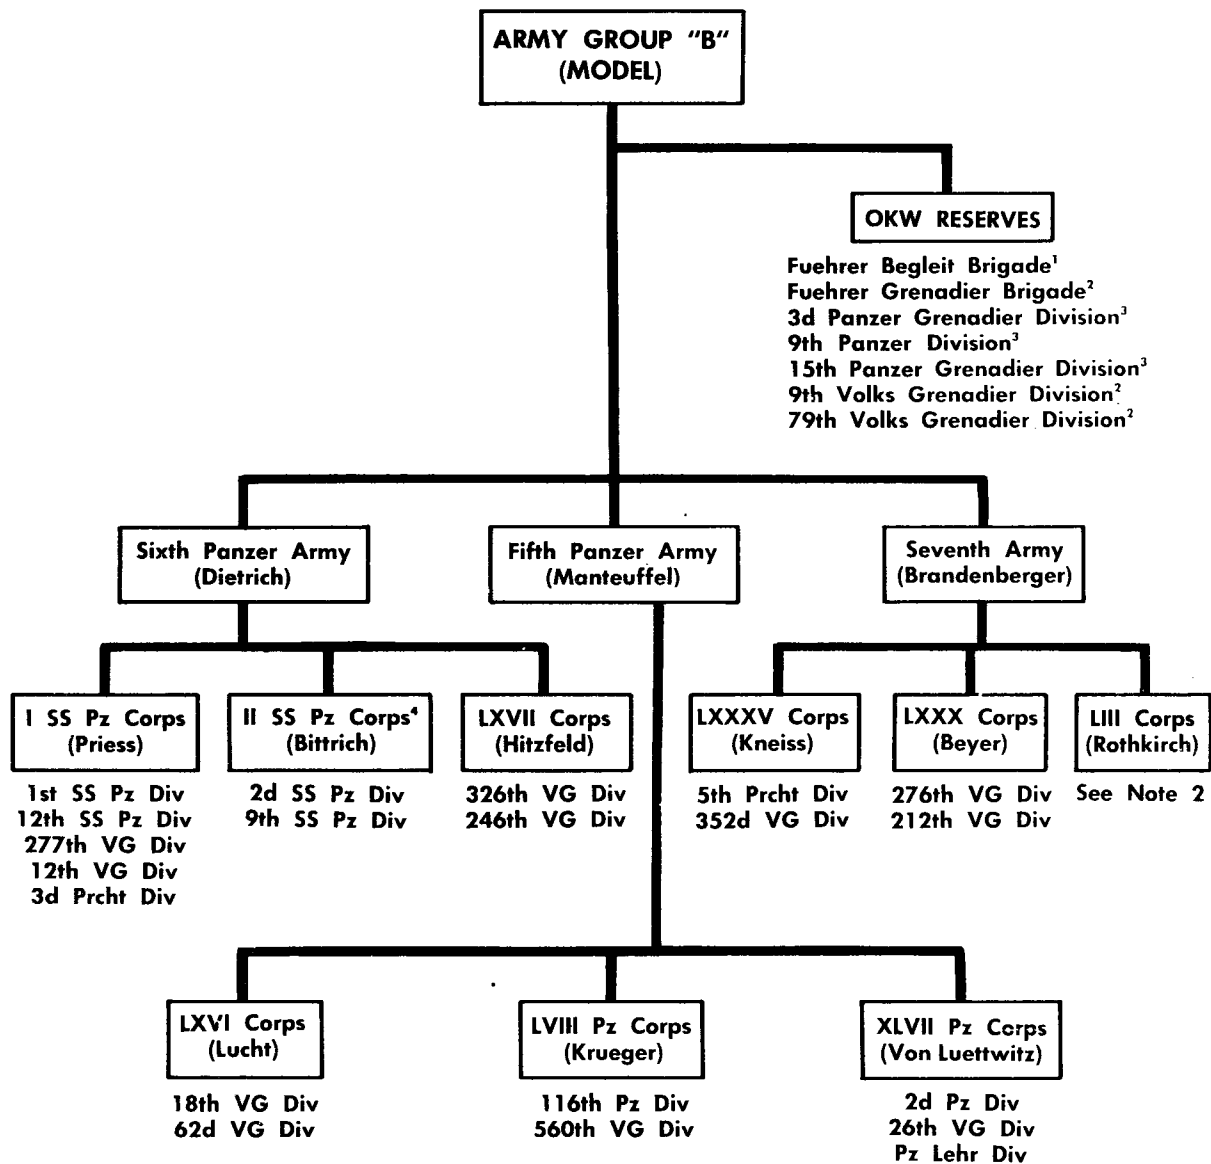 ARMY GROUP "B"
(MODEL)
OKW RESERVES
Fuehrer Begleit Brigade¹
Fuehrer Grenadier Brigade²
3d Panzer Grenadier Division³
9th Panzer Division³
15th Panzer Grenadier Division³
9th Volks Grenadier Division²
79th Volks Grenadier Division²
Sixth Panzer Army
(Dietrich)
Fifth Panzer Army
(Manteuffel)
Seventh Army
(Brandenberger)
I SS Pz Corps
(Priess)
1st SS Pz Div
12th SS Pz Div
277th VG Div
12th VG Div
3d Prcht Div
II SS Pz Corps⁴
(Bittrich)
2d SS Pz Div
9th SS Pz Div
LXVII Corps
(Hitzfeld)
326th VG Div
246th VG Div
LXXXV Corps
(Kneiss)
5th Prcht Div
352d VG Div
LXXX Corps
(Beyer)
276th VG Div
212th VG Div
LIII Corps
(Rothkirch)
See Note 2
LXVI Corps
(Lucht)
18th VG Div
62d VG Div
LVIII Pz Corps
(Krueger)
116th Pz Div
560th VG Div
XLVII Pz Corps
(Von Luettwitz)
2d Pz Div
26th VG Div
Pz Lehr Div